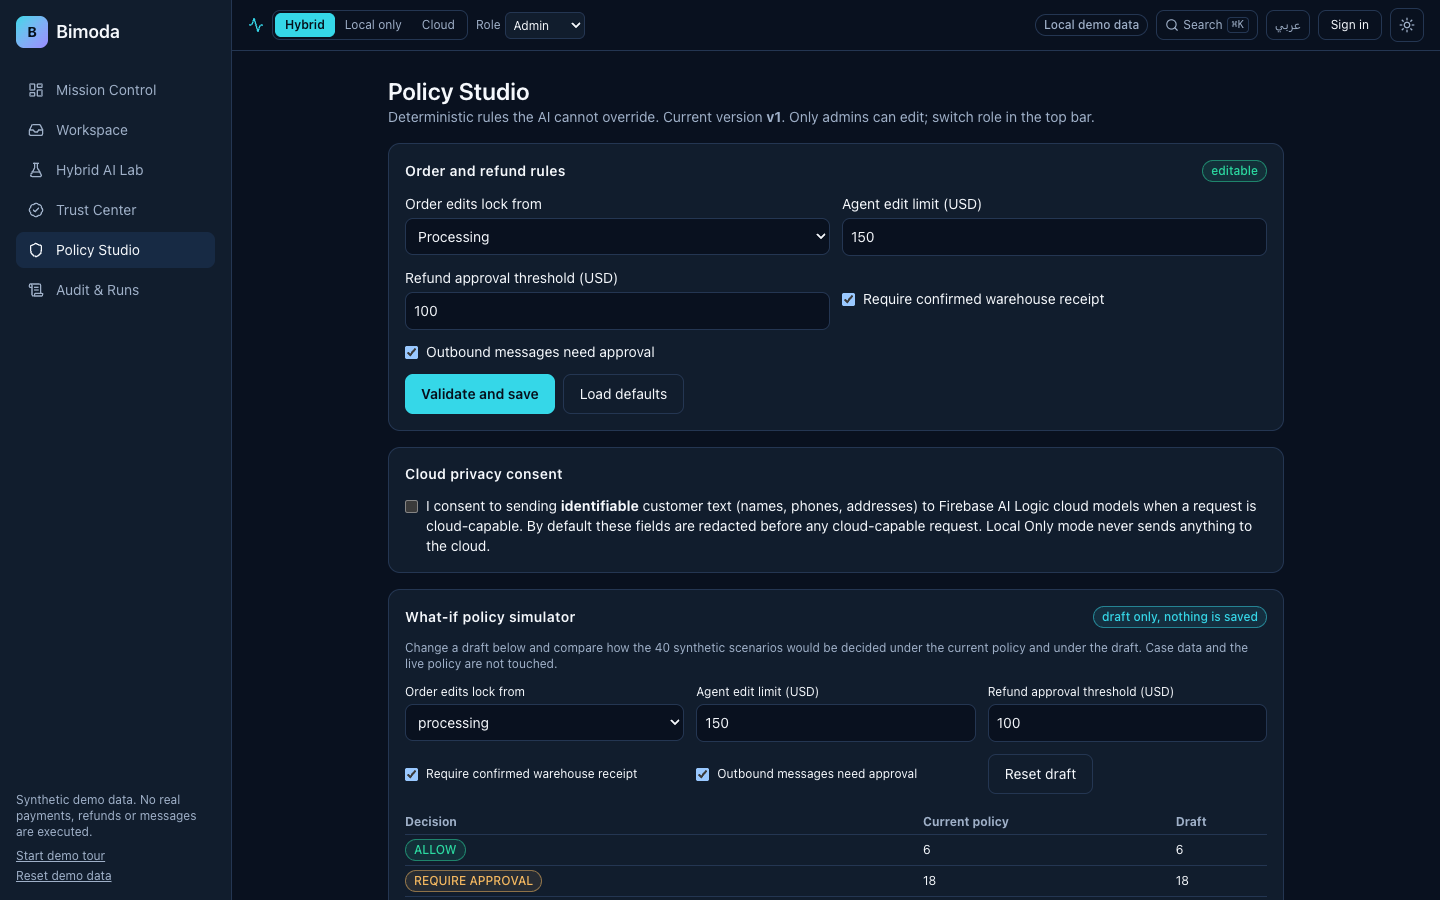 B Bimoda
Mission Control
Workspace
Hybrid AI Lab
Trust Center
Policy Studio
Audit & Runs
Synthetic demo data. No real
payments, refunds or messages
are executed.
Start demo tour
Reset demo data
Hybrid Local only Cloud Role Admin Local demo data Search ⌘K عربي Sign in
Policy Studio
Deterministic rules the AI cannot override. Current version v1. Only admins can edit; switch role in the top bar.
Order and refund rules editable
Order edits lock from Agent edit limit (USD)
Processing 150
Refund approval threshold (USD)
100 Require confirmed warehouse receipt
Outbound messages need approval
Validate and save Load defaults
Cloud privacy consent
I consent to sending identifiable customer text (names, phones, addresses) to Firebase AI Logic cloud models when a request is
cloud-capable. By default these fields are redacted before any cloud-capable request. Local Only mode never sends anything to
the cloud.
What-if policy simulator draft only, nothing is saved
Change a draft below and compare how the 40 synthetic scenarios would be decided under the current policy and under the draft. Case data and the
live policy are not touched.
Order edits lock from Agent edit limit (USD) Refund approval threshold (USD)
processing 150 100
Require confirmed warehouse receipt Outbound messages need approval Reset draft
Decision Current policy Draft
ALLOW 6 6
REQUIRE APPROVAL 18 18